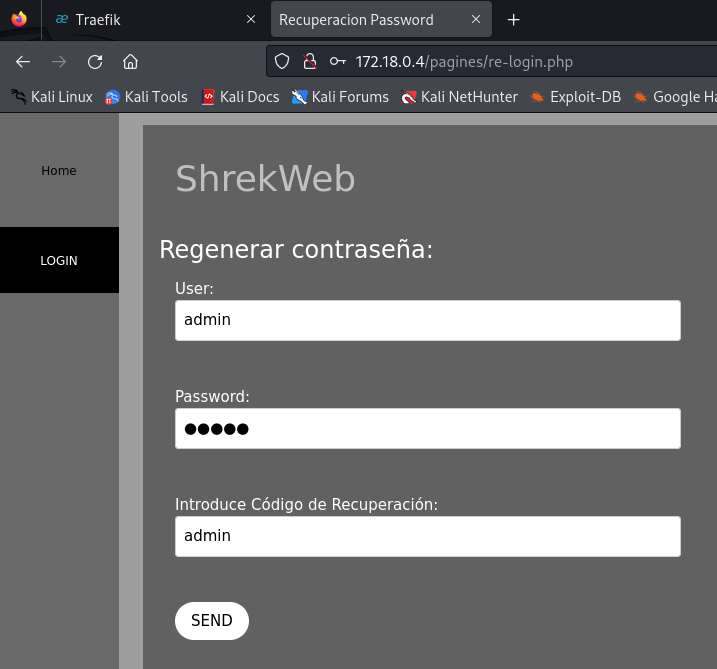 Traefik
Recuperacion Password
172.18.0.4/pagines/re-login.php
Kali Linux Kali Tools Kali Docs Kali Forums Kali NetHunter Exploit-DB Google Ha
Home
LOGIN
ShrekWeb
Regenerar contraseña:
User:
admin
Password:
●●●●●
Introduce Código de Recuperación:
admin
SEND